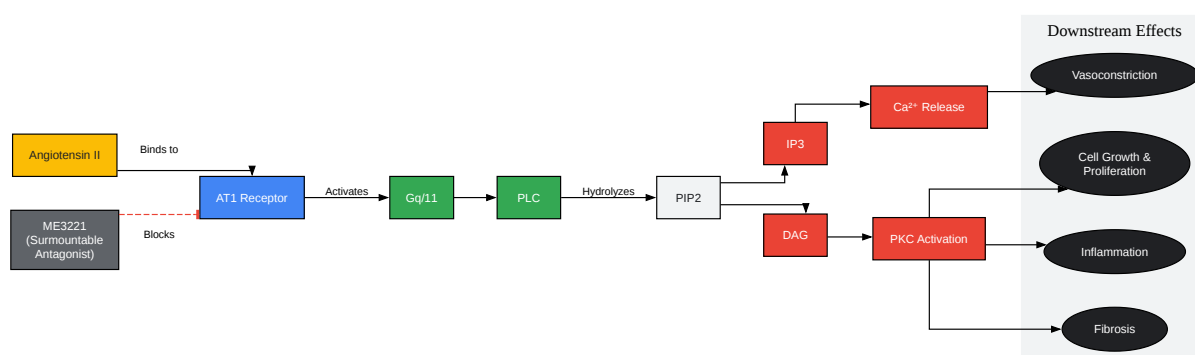 Downstream Effects
Vasoconstriction
Ca²⁺ Release
Angiotensin II
Binds to
IP3
Cell Growth &
Proliferation
AT1 Receptor
Activates
Gq/11
PLC
Hydrolyzes
PIP2
ME3221
(Surmountable
Antagonist)
Blocks
DAG
PKC Activation
Inflammation
Fibrosis